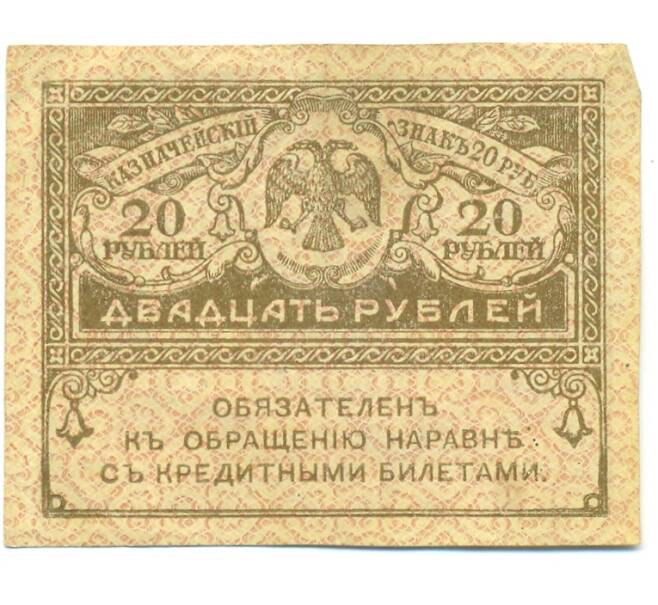 КАЗНАЧЕЙСКІЙ ЗНАКЪ 20 РУБ.
20 РУБЛЕЙ
20 РУБЛЕЙ
ДВАДЦАТЬ РУБЛЕЙ
ОБЯЗАТЕЛЕНЪ
КЪ ОБРАЩЕНІЮ НАРАВНѢ
СЪ КРЕДИТНЫМИ БИЛЕТАМИ.